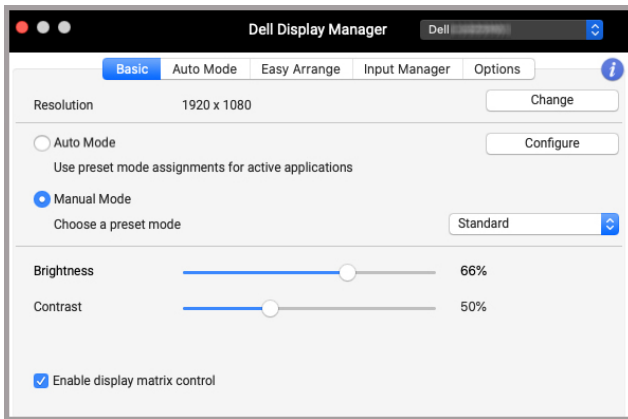 Dell Display Manager Dell
Basic Auto Mode Easy Arrange Input Manager Options i
Resolution 1920 x 1080 Change
Auto Mode Configure
Use preset mode assignments for active applications
Manual Mode
Choose a preset mode Standard
Brightness 66%
Contrast 50%
Enable display matrix control